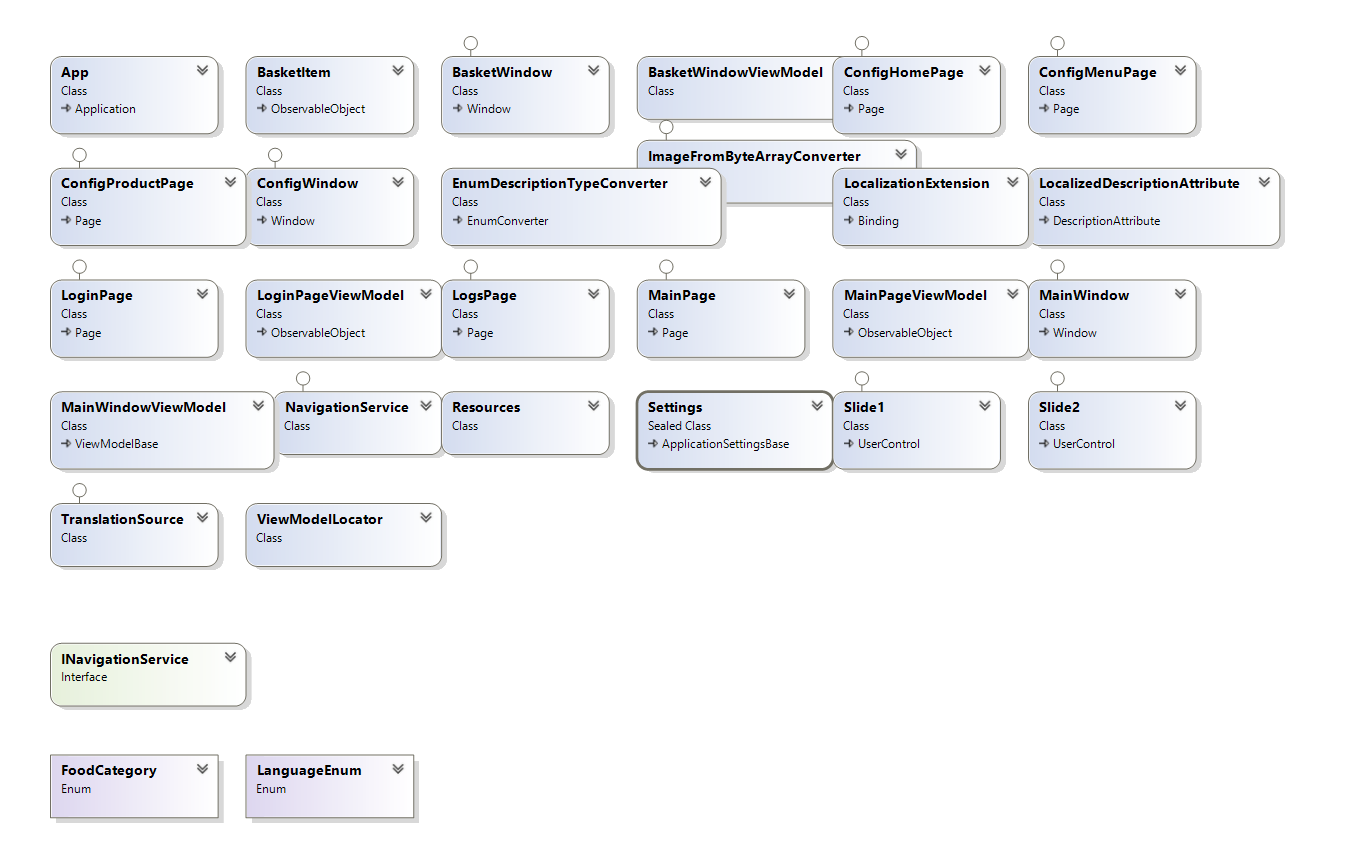 App
Class
Application
BasketItem
Class
ObservableObject
BasketWindow
Class
Window
BasketWindowViewModel
Class
ConfigHomePage
Class
Page
ConfigMenuPage
Class
Page
ImageFromByteArrayConverter
ConfigProductPage
Class
Page
ConfigWindow
Class
Window
EnumDescriptionTypeConverter
Class
EnumConverter
LocalizationExtension
Class
Binding
LocalizedDescriptionAttribute
Class
DescriptionAttribute
LoginPage
Class
Page
LoginPageViewModel
Class
ObservableObject
LogsPage
Class
Page
MainPage
Class
Page
MainPageViewModel
Class
ObservableObject
MainWindow
Class
Window
MainWindowViewModel
Class
ViewModelBase
NavigationService
Class
Resources
Class
Settings
Sealed Class
ApplicationSettingsBase
Slide1
Class
UserControl
Slide2
Class
UserControl
TranslationSource
Class
ViewModelLocator
Class
INavigationService
Interface
FoodCategory
Enum
LanguageEnum
Enum